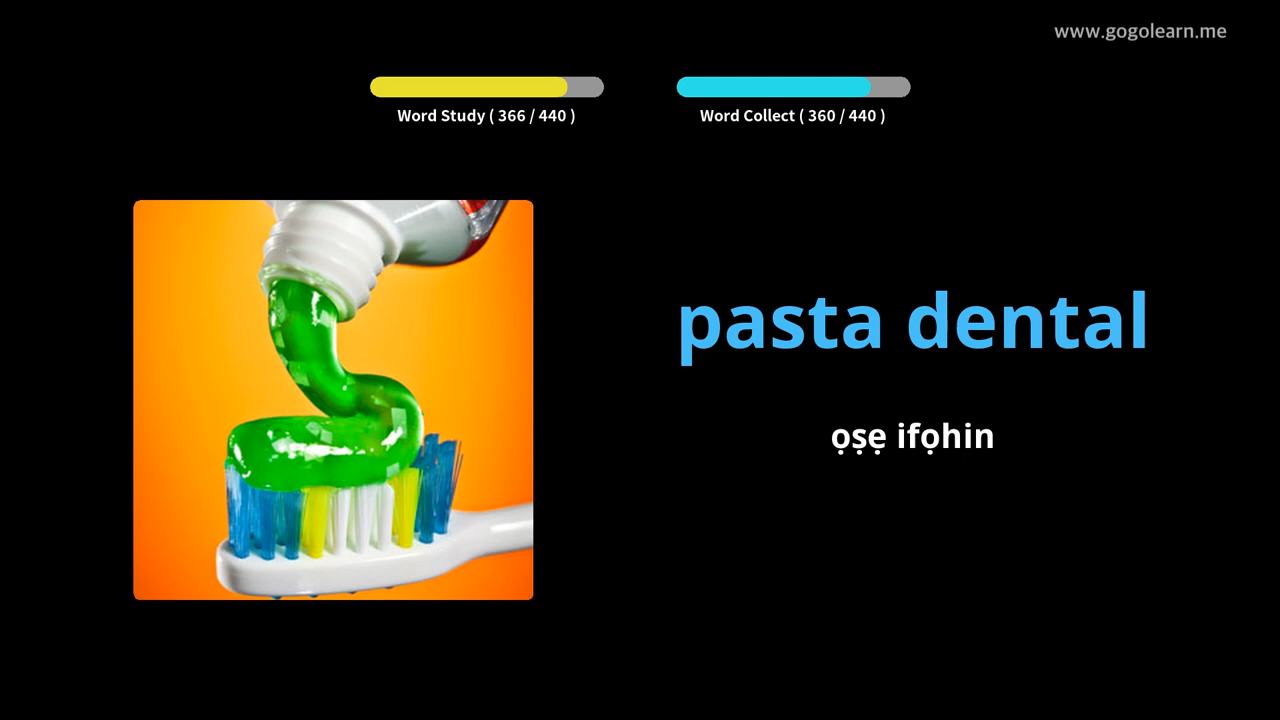 www.gogolearn.me
Word Study ( 366 / 440 )
Word Collect ( 360 / 440 )
pasta dental
ọṣẹ ifọhin